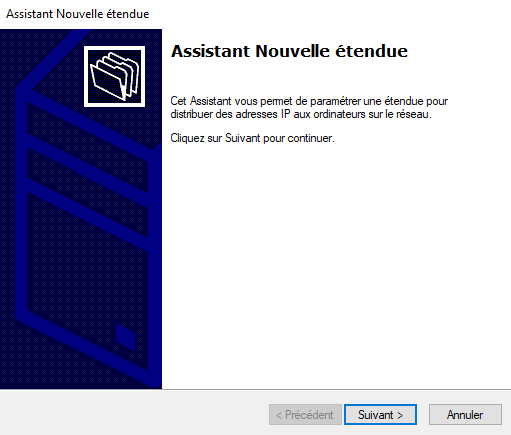 Assistant Nouvelle étendue
Assistant Nouvelle étendue
Cet Assistant vous permet de paramétrer une étendue pour
distribuer des adresses IP aux ordinateurs sur le réseau.
Cliquez sur Suivant pour continuer.
< Précédent
Suivant >
Annuler